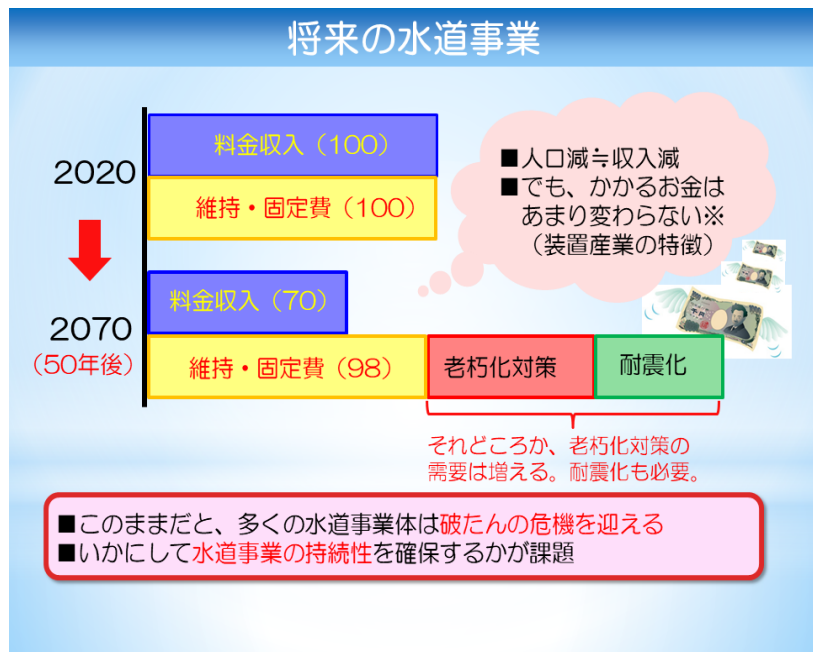 将来の水道事業
2020
料金収入（100）
維持・固定費（100）
■人口減≒収入減
■でも、かかるお金は
あまり変わらない※
（装置産業の特徴）
2070
（50年後）
料金収入（70）
維持・固定費（98）
老朽化対策
耐震化
それどころか、老朽化対策の
需要は増える。耐震化も必要。
■このままだと、多くの水道事業体は破たんの危機を迎える
■いかにして水道事業の持続性を確保するかが課題